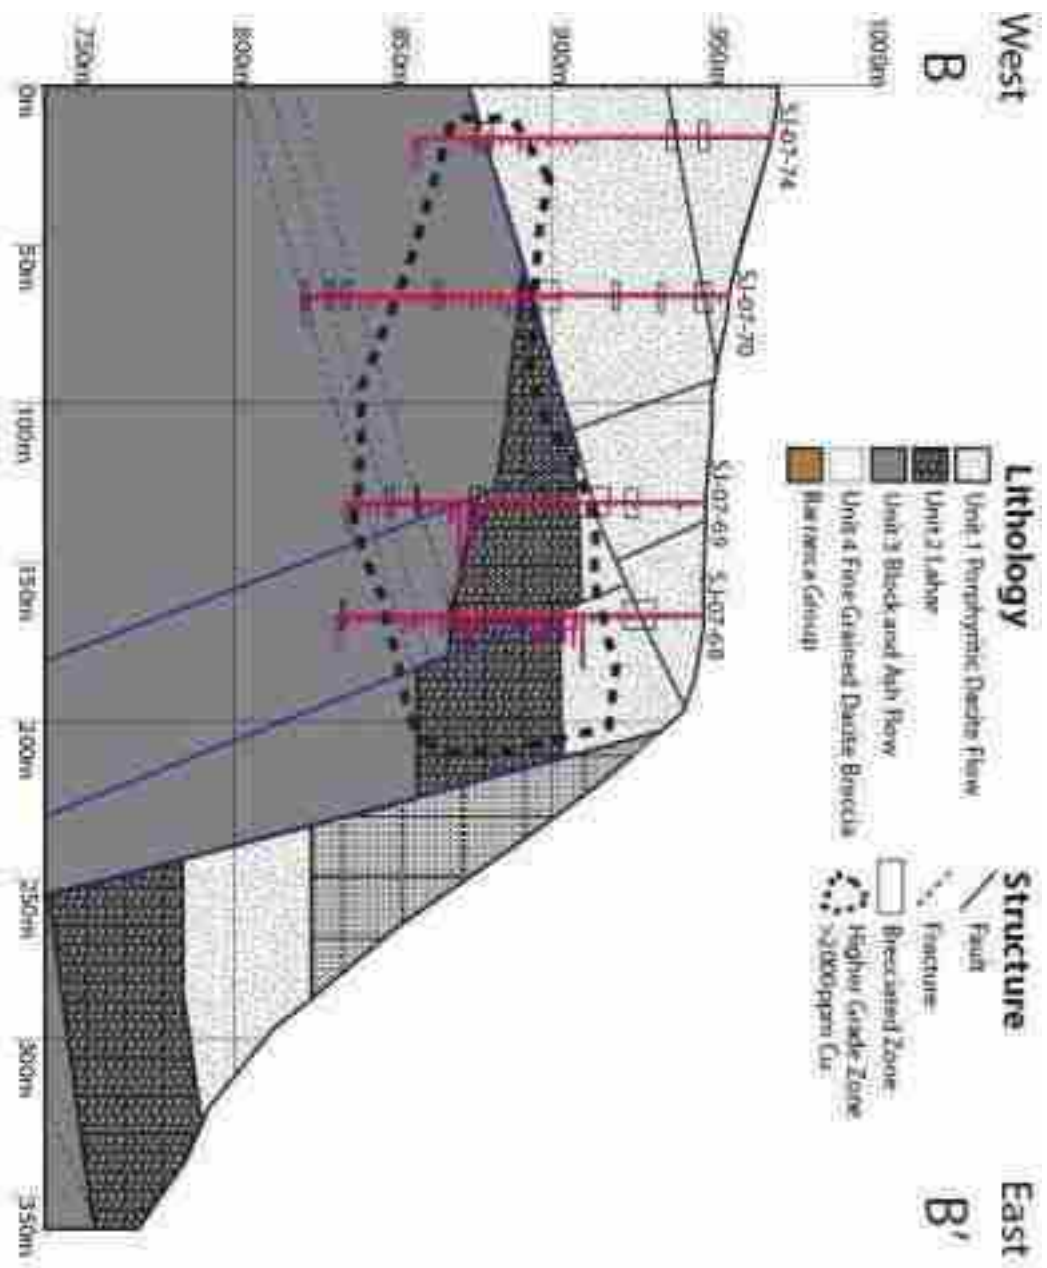 West
B
East
B'
Lithology
Unit 1 Porphyritic Dacite Flow
Unit 2 Lahar
Unit 3 Block and Ash Flow
Unit 4 Fine Grained Dacite Breccia
Barranca Group
Structure
Fault
Fracture
Brecciated Zone
Higher Grade Zone
>2000ppm Cu
1000m
950m
900m
850m
800m
750m
SJ-07-74
SJ-07-70
SJ-07-69
SJ-07-68
0m
50m
100m
150m
200m
250m
300m
350m